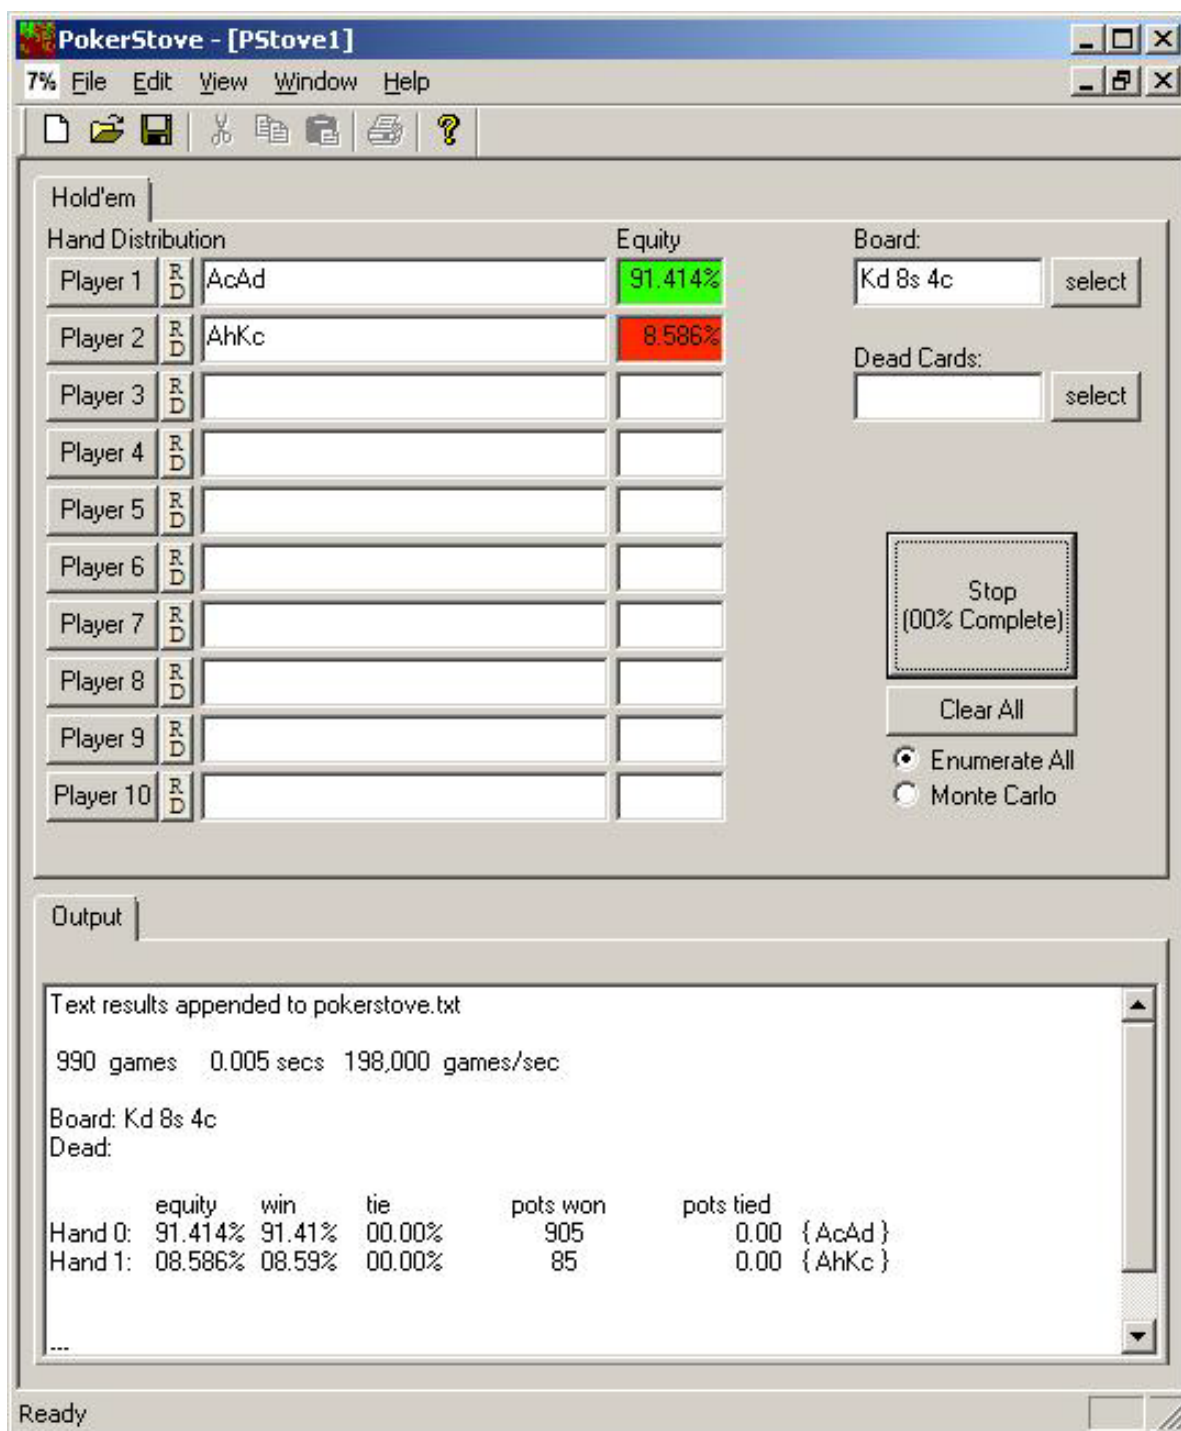 PokerStove - [PStove1]
7% File Edit View Window Help
Hold'em
Hand Distribution Equity Board:
Player 1 R D AcAd 91.414% Kd 8s 4c select
Player 2 R D AhKc 8.586%
Dead Cards:
Player 3 R D select
Player 4 R D
Player 5 R D
Player 6 R D
Player 7 R D
Player 8 R D
Player 9 R D
Player 10 R D
Stop
(00% Complete)
Clear All
Enumerate All
Monte Carlo
Output
Text results appended to pokerstove.txt
990 games 0.005 secs 198,000 games/sec
Board: Kd 8s 4c
Dead:
equity win tie pots won pots tied
Hand 0: 91.414% 91.41% 00.00% 905 0.00 { AcAd }
Hand 1: 08.586% 08.59% 00.00% 85 0.00 { AhKc }
---
Ready